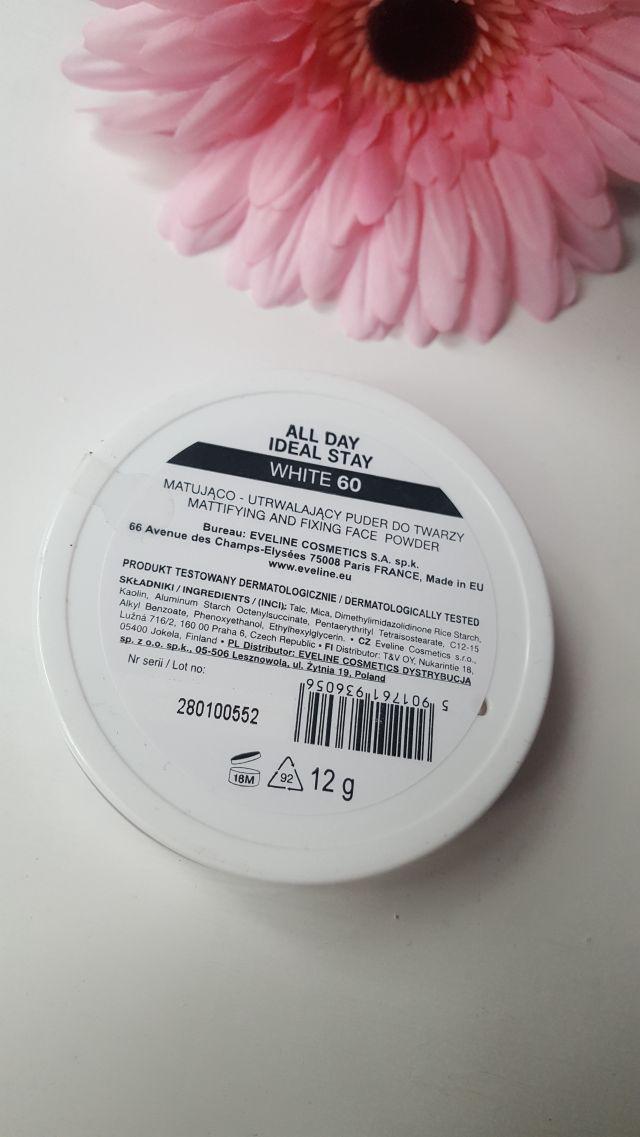 ALL DAY
IDEAL STAY
WHITE 60
MATUJĄCO - UTRWALAJĄCY PUDER DO TWARZY
MATTIFYING AND FIXING FACE POWDER
Bureau: EVELINE COSMETICS S.A. sp.k.
66 Avenue des Champs-Elysées 75008 Paris FRANCE, Made in EU
www.eveline.eu
PRODUKT TESTOWANY DERMATOLOGICZNIE / DERMATOLOGICALLY TESTED
SKŁADNIKI / INGREDIENTS / (INCI): Talc, Mica, Dimethylimidazolidinone Rice Starch,
Kaolin, Aluminum Starch Octenylsuccinate, Pentaerythrityl Tetraisostearate, C12-15
Alkyl Benzoate, Phenoxyethanol, Ethylhexylglycerin. • CZ Eveline Cosmetics s.r.o.,
Lužná 716/2, 160 00 Praha 6, Czech Republic • FI Distributor: T&V OY, Nukarintie 18,
05400 Jokela, Finland • PL Distributor: EVELINE COSMETICS DYSTRYBUCJA
sp. z o.o. sp.k., 05-506 Lesznowola, ul. Żytnia 19, Poland
Nr serii / Lot no:
5 901761 936056
280100552
18M
92
12 g